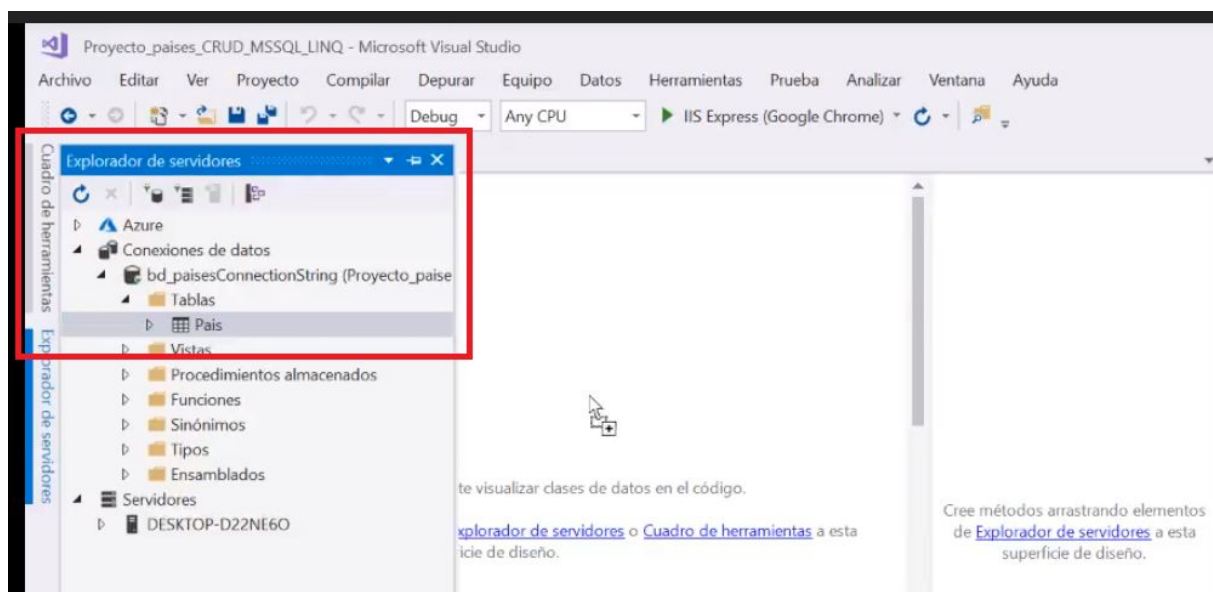 Proyecto_paises_CRUD_MSSQL_LINQ - Microsoft Visual Studio
Archivo Editar Ver Proyecto Compilar Depurar Equipo Datos Herramientas Prueba Analizar Ventana Ayuda
Debug Any CPU IIS Express (Google Chrome)
Cuadro de herramientas
Explorador de servidores
Explorador de servidores
Azure
Conexiones de datos
bd_paisesConnectionString (Proyecto_paise
Tablas
Pais
Vistas
Procedimientos almacenados
Funciones
Sinónimos
Tipos
Ensamblados
Servidores
DESKTOP-D22NE6O
te visualizar clases de datos en el código.
xplorador de servidores o Cuadro de herramientas a esta
icie de diseño.
Cree métodos arrastrando elementos
de Explorador de servidores a esta
superficie de diseño.